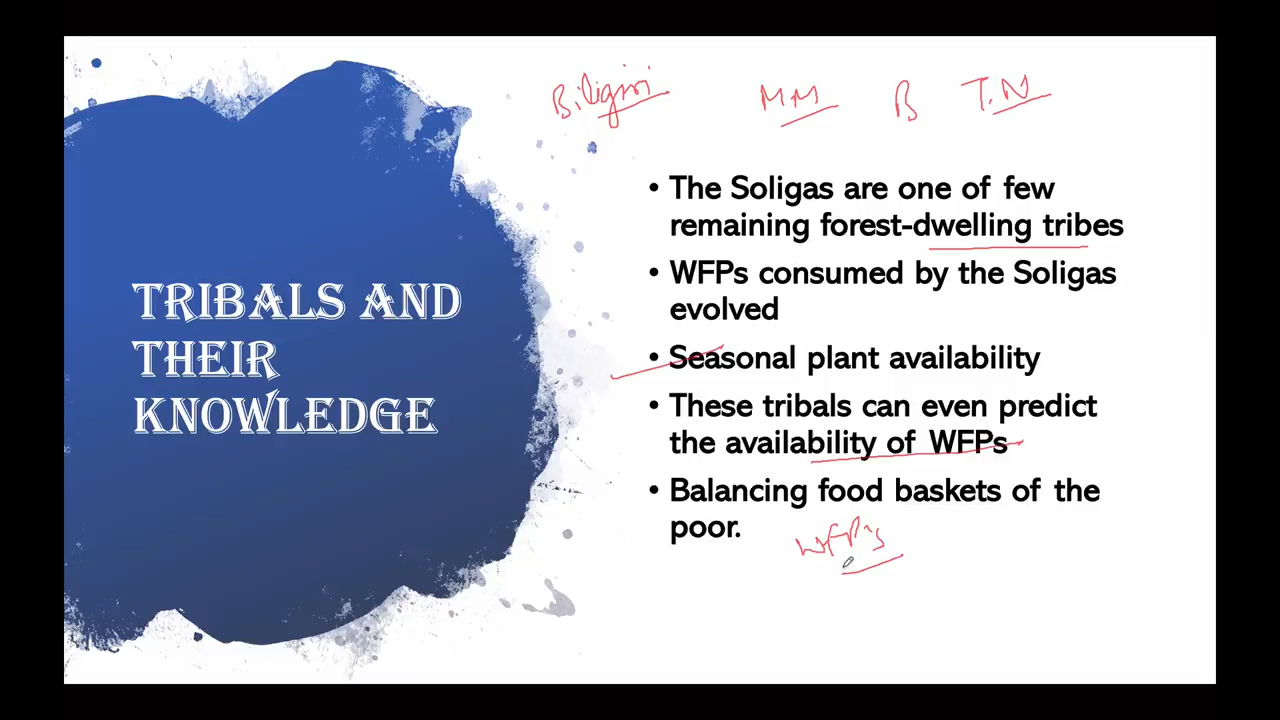 Biligiri MM B T.N
TRIBALS AND
THEIR
KNOWLEDGE
• The Soligas are one of few
remaining forest-dwelling tribes
• WFPs consumed by the Soligas
evolved
• Seasonal plant availability
• These tribals can even predict
the availability of WFPs
• Balancing food baskets of the
poor.
WFP's